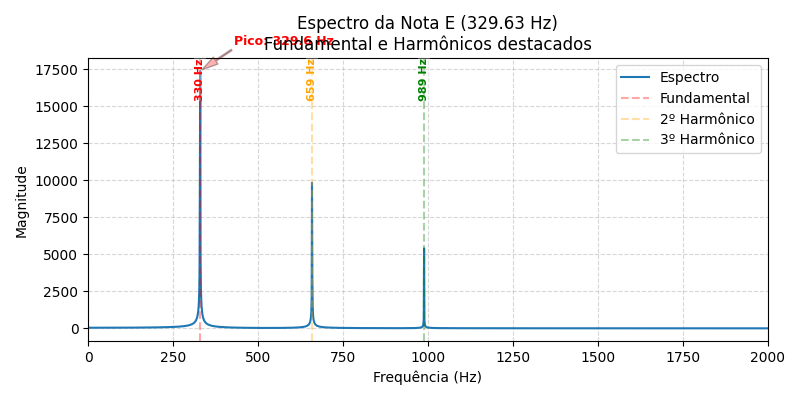 Espectro da Nota E (329.63 Hz)
Fundamental e Harmônicos destacados
Pico: 329.6 Hz
330 Hz
659 Hz
989 Hz
Espectro
Fundamental
2º Harmônico
3º Harmônico
Magnitude
17500
15000
12500
10000
7500
5000
2500
0
0
250
500
750
1000
1250
1500
1750
2000
Frequência (Hz)